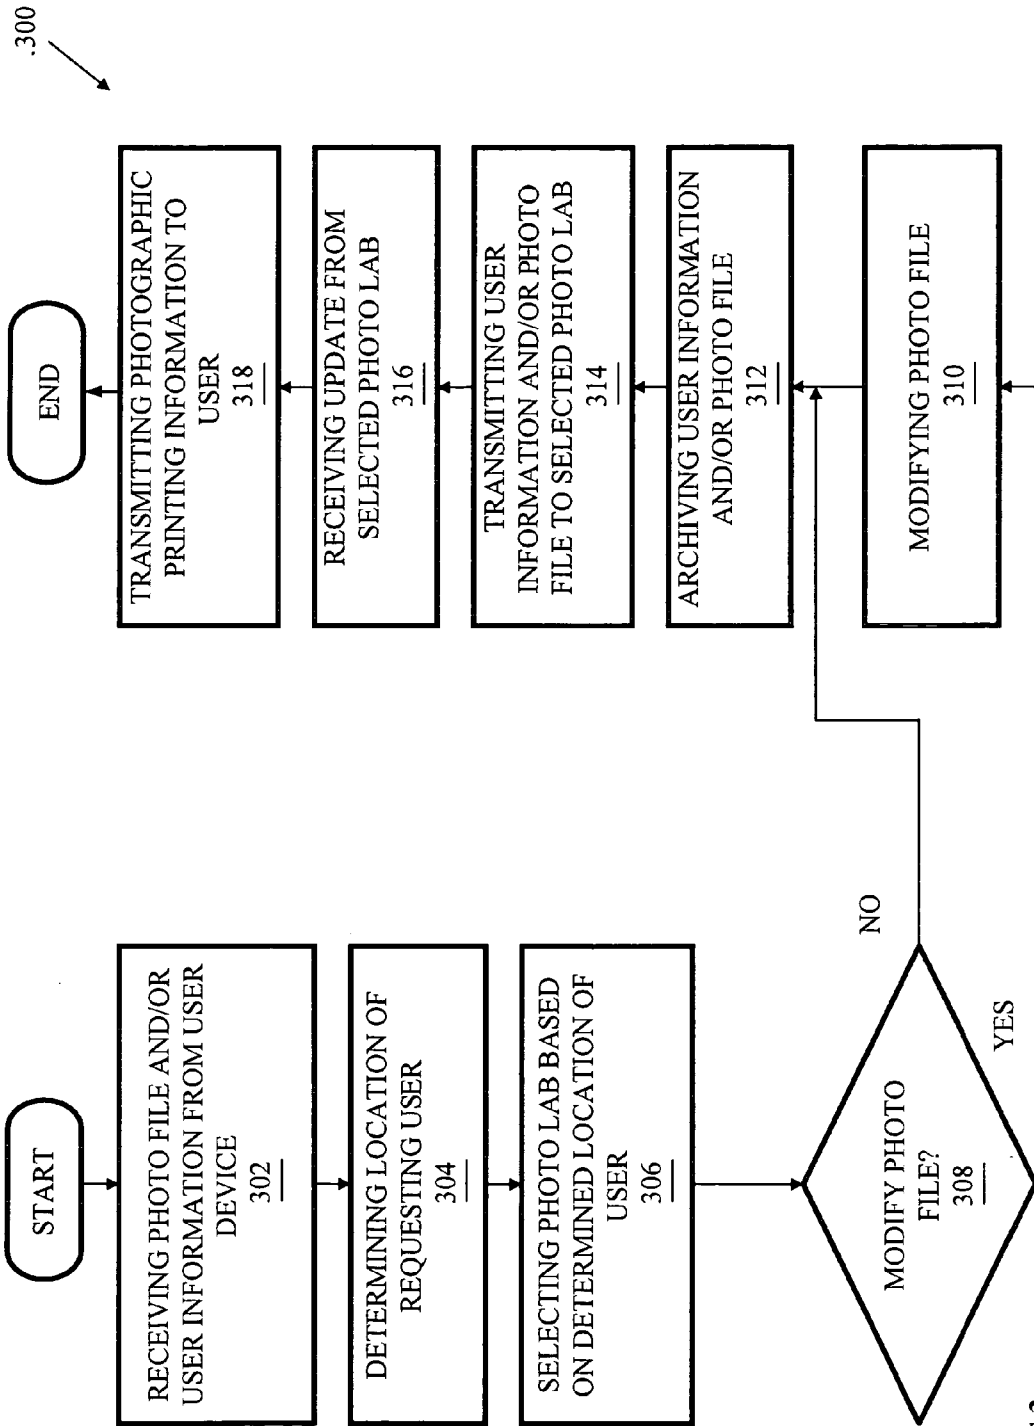 .300
START
RECEIVING PHOTO FILE AND/OR
USER INFORMATION FROM USER
DEVICE
302
DETERMINING LOCATION OF
REQUESTING USER
304
SELECTING PHOTO LAB BASED
ON DETERMINED LOCATION OF
USER
306
MODIFY PHOTO
FILE?
308
NO
YES
MODIFYING PHOTO FILE
310
ARCHIVING USER INFORMATION
AND/OR PHOTO FILE
312
TRANSMITTING USER
INFORMATION AND/OR PHOTO
FILE TO SELECTED PHOTO LAB
314
RECEIVING UPDATE FROM
SELECTED PHOTO LAB
316
TRANSMITTING PHOTOGRAPHIC
PRINTING INFORMATION TO
USER
318
END